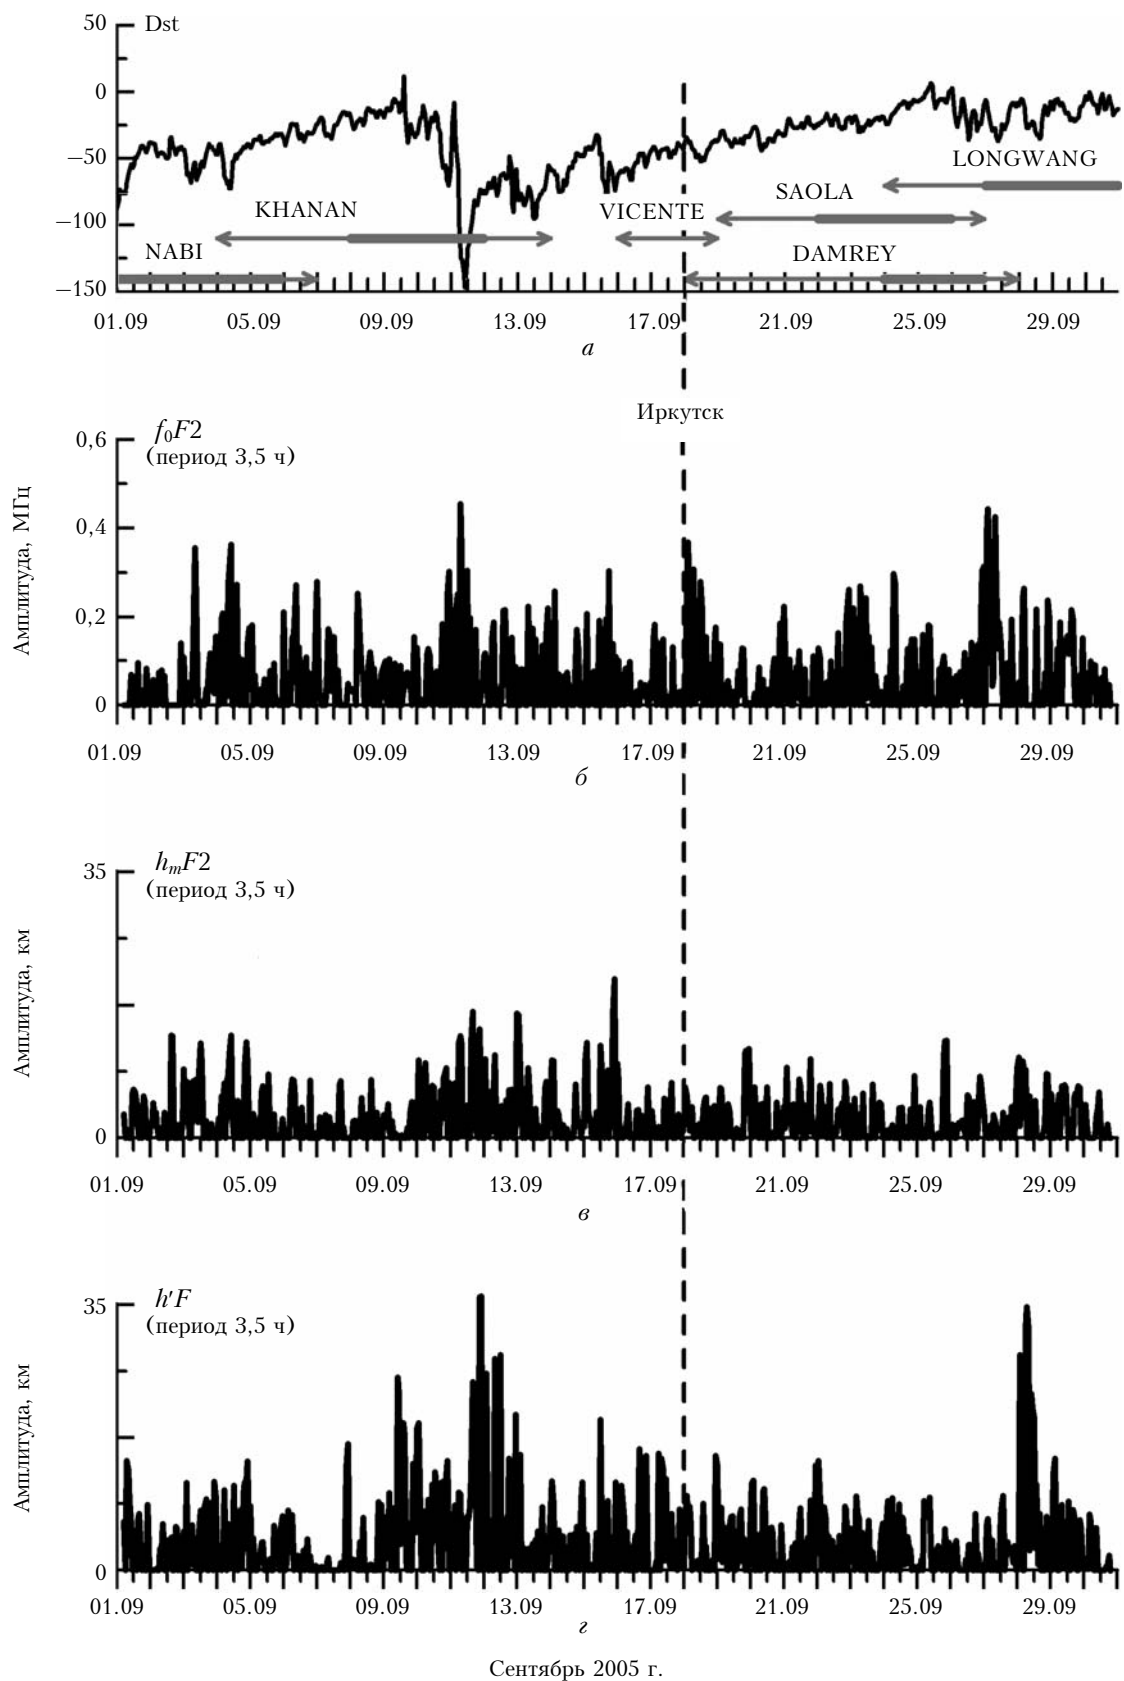 50
Dst
0
−50
LONGWANG
SAOLA
−100
KHANAN
VICENTE
NABI
DAMREY
−150
01.09 05.09 09.09 13.09 17.09 21.09 25.09 29.09
а
Иркутск
0,6
f₀F2
(период 3,5 ч)
0,4
0,2
0
Амплитуда, МГц
01.09 05.09 09.09 13.09 17.09 21.09 25.09 29.09
б
35
hₘF2
(период 3,5 ч)
0
Амплитуда, км
01.09 05.09 09.09 13.09 17.09 21.09 25.09 29.09
в
35
h′F
(период 3,5 ч)
0
Амплитуда, км
01.09 05.09 09.09 13.09 17.09 21.09 25.09 29.09
г
Сентябрь 2005 г.